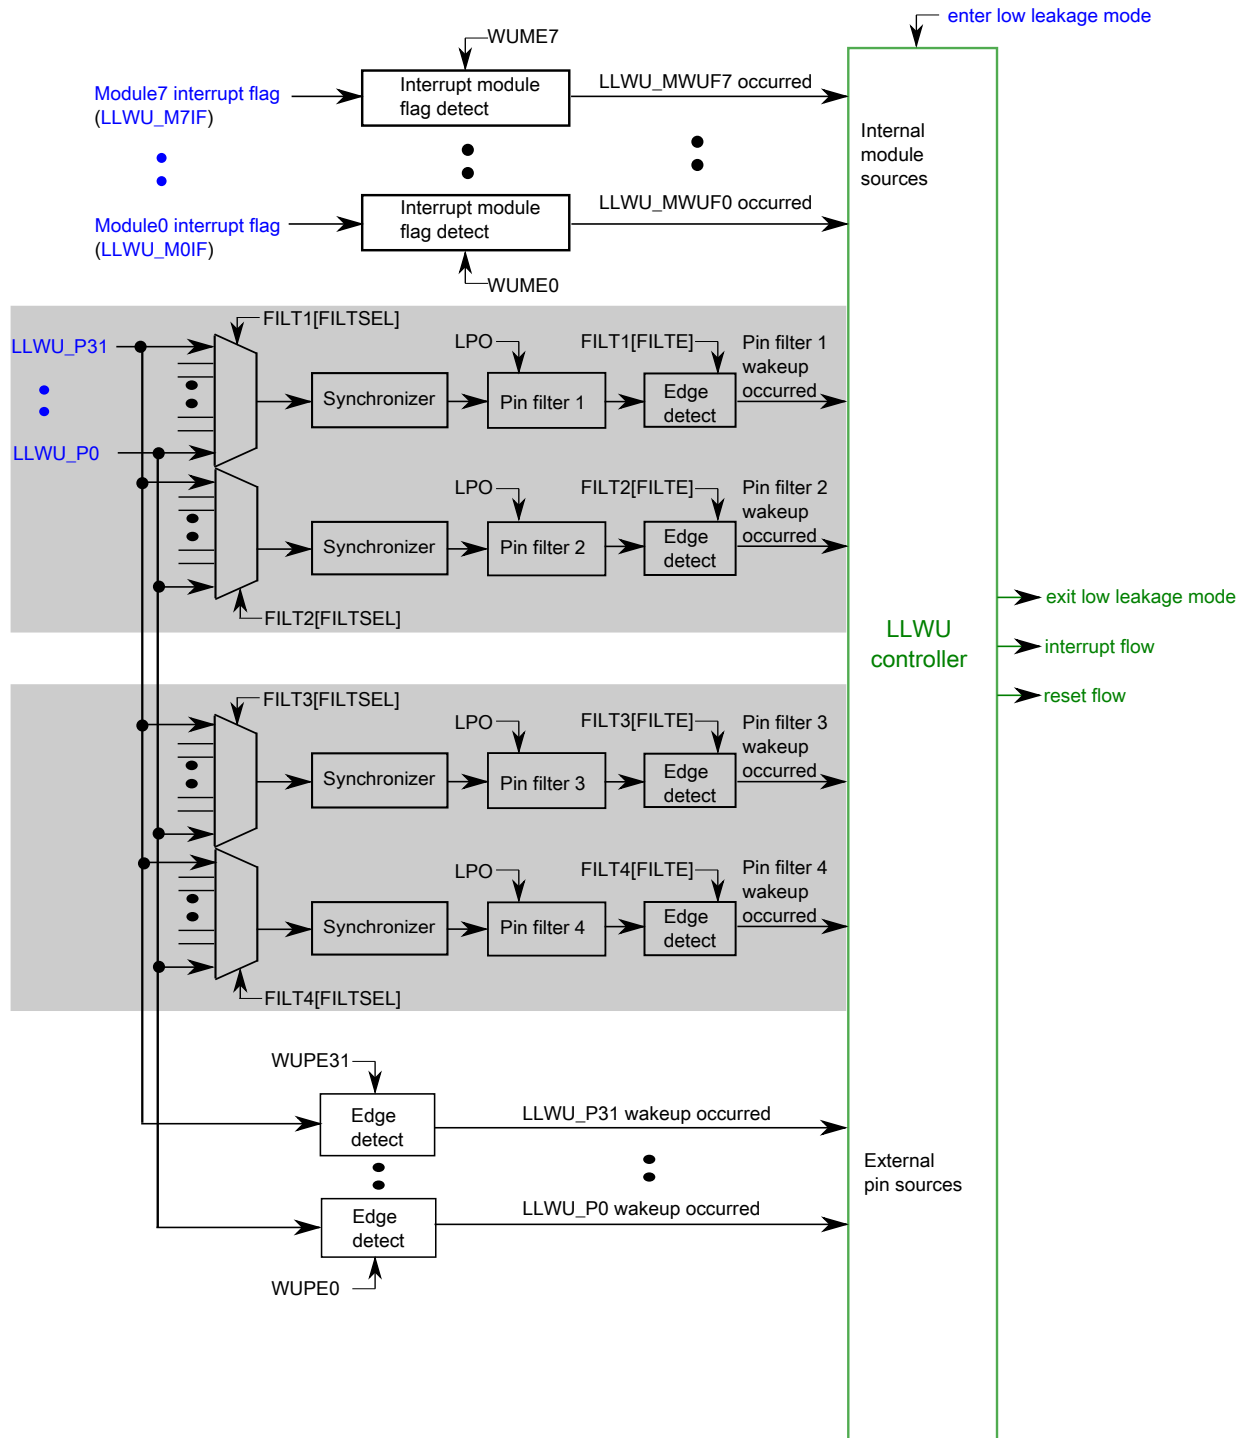 enter low leakage mode
WUME7
Module7 interrupt flag
(LLWU_M7IF)
Interrupt module
flag detect
LLWU_MWUF7 occurred
Internal
module
sources
Module0 interrupt flag
(LLWU_M0IF)
Interrupt module
flag detect
LLWU_MWUF0 occurred
WUME0
FILT1[FILTSEL]
LLWU_P31
LLWU_P0
Synchronizer
LPO
Pin filter 1
FILT1[FILTE]
Edge
detect
Pin filter 1
wakeup
occurred
Synchronizer
LPO
Pin filter 2
FILT2[FILTE]
Edge
detect
Pin filter 2
wakeup
occurred
FILT2[FILTSEL]
LLWU
controller
exit low leakage mode
interrupt flow
reset flow
FILT3[FILTSEL]
Synchronizer
LPO
Pin filter 3
FILT3[FILTE]
Edge
detect
Pin filter 3
wakeup
occurred
Synchronizer
LPO
Pin filter 4
FILT4[FILTE]
Edge
detect
Pin filter 4
wakeup
occurred
FILT4[FILTSEL]
WUPE31
Edge
detect
LLWU_P31 wakeup occurred
External
pin sources
Edge
detect
LLWU_P0 wakeup occurred
WUPE0